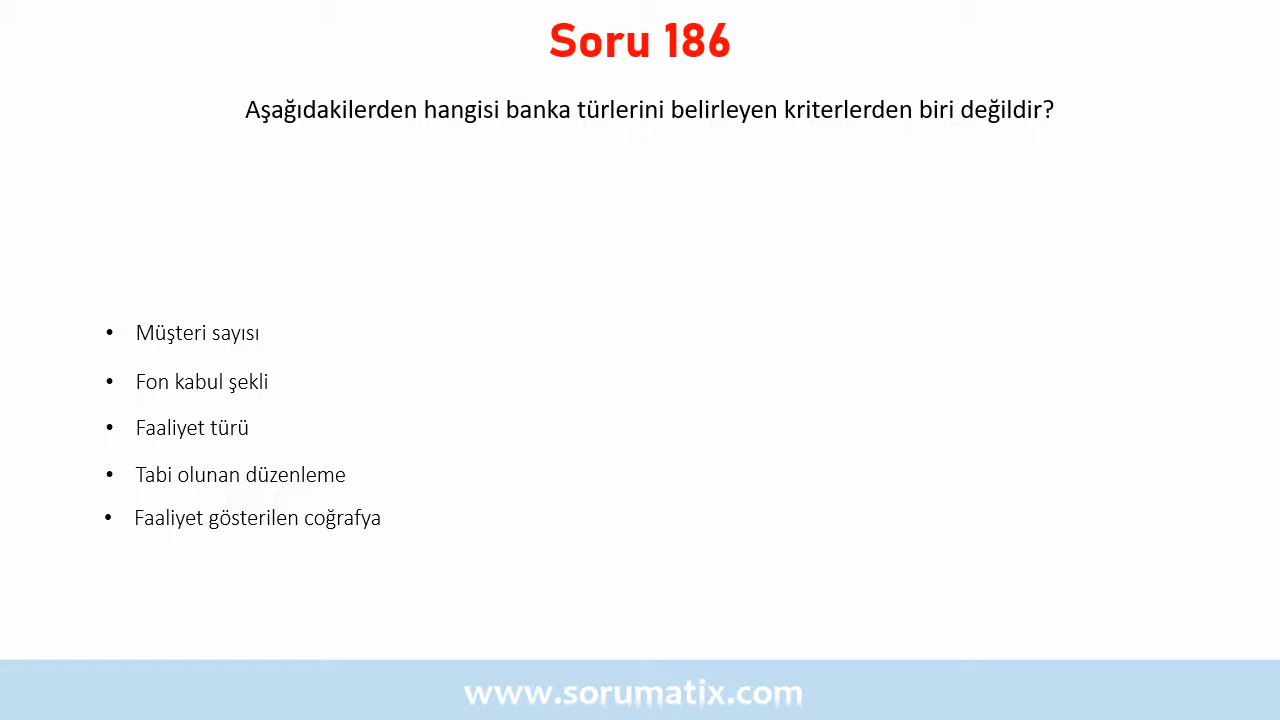 Soru 186
Aşağıdakilerden hangisi banka türlerini belirleyen kriterlerden biri değildir?
• Müşteri sayısı
• Fon kabul şekli
• Faaliyet türü
• Tabi olunan düzenleme
• Faaliyet gösterilen coğrafya
www.sorumatix.com